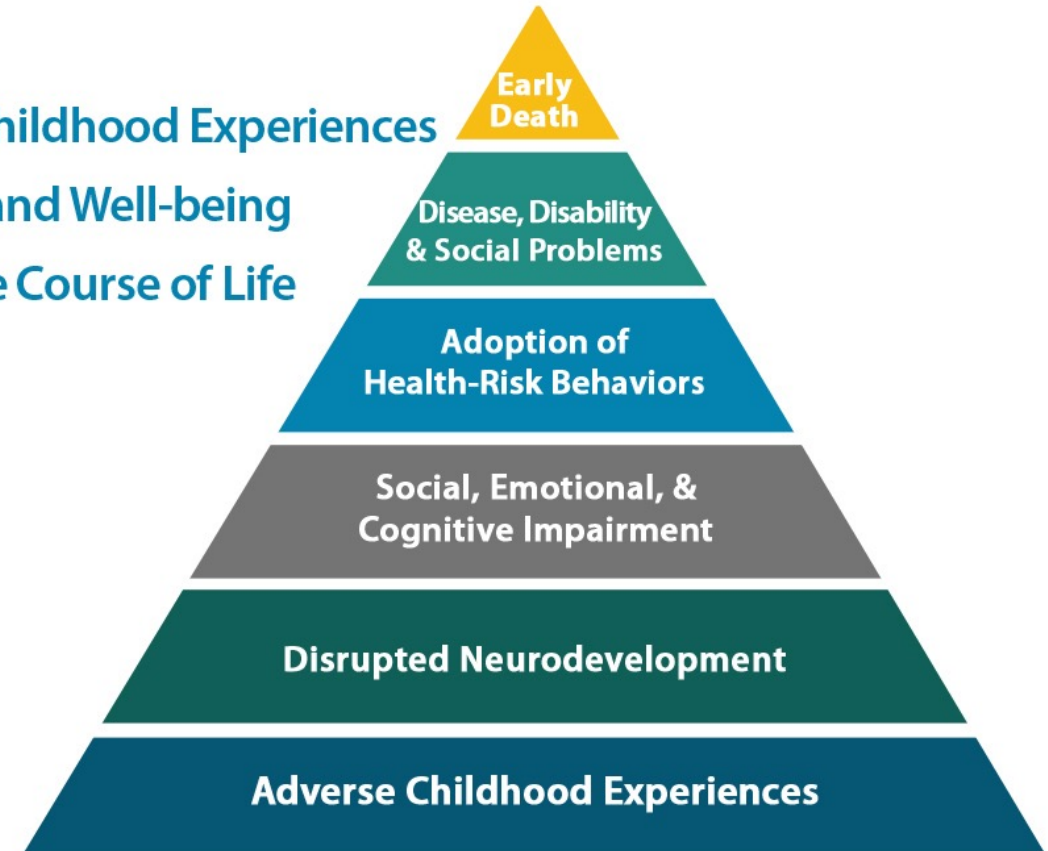 hildhood Experiences
and Well-being
e Course of Life
Early
Death
Disease, Disability
& Social Problems
Adoption of
Health-Risk Behaviors
Social, Emotional, &
Cognitive Impairment
Disrupted Neurodevelopment
Adverse Childhood Experiences